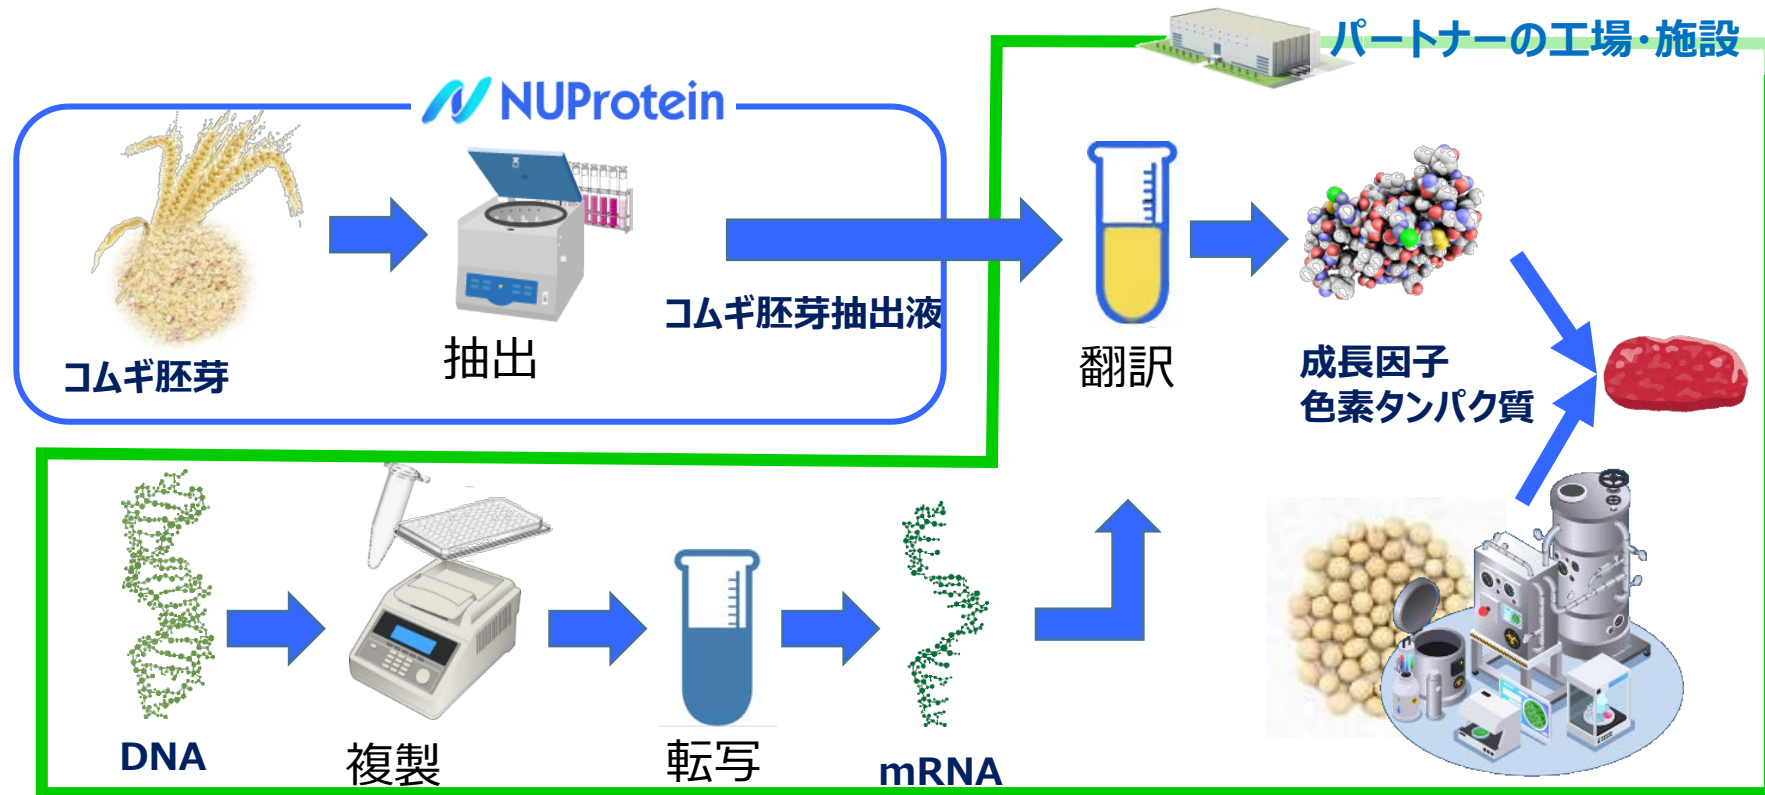 パートナーの工場・施設
NUProtein
コムギ胚芽
抽出
コムギ胚芽抽出液
翻訳
成長因子
色素タンパク質
DNA
複製
転写
mRNA